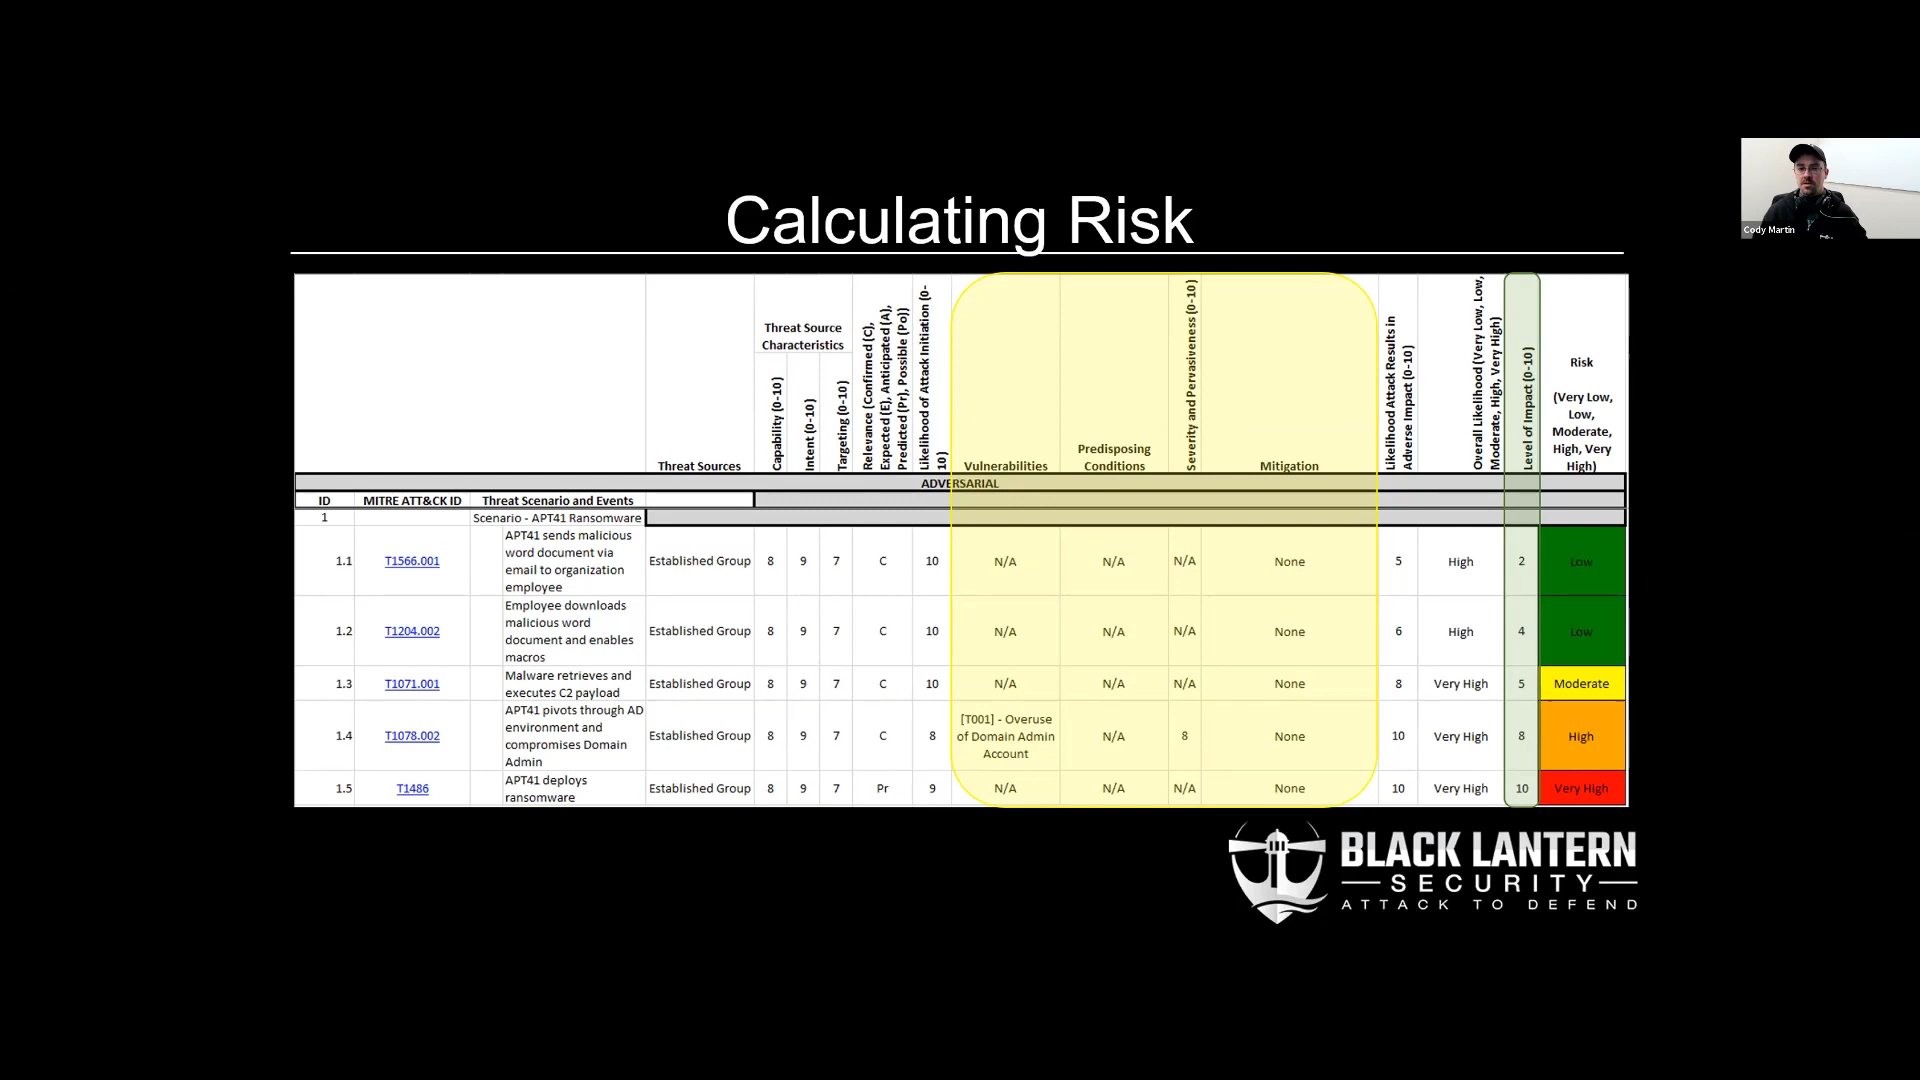 Calculating Risk
Cody Martin
Threat Sources
Threat Source
Characteristics
Capability (0-10)
Intent (0-10)
Targeting (0-10)
Relevance (Confirmed (C),
Expected (E), Anticipated (A),
Predicted (Pr), Possible (Po))
Likelihood of Attack Initiation (0-
10)
Vulnerabilities
Predisposing
Conditions
Severity and Pervasiveness (0-10)
Mitigation
Likelihood Attack Results in
Adverse Impact (0-10)
Overall Likelihood (Very Low, Low,
Moderate, High, Very High)
Level of Impact (0-10)
Risk
(Very Low,
Low,
Moderate,
High, Very
High)
ADVERSARIAL
ID MITRE ATT&CK ID Threat Scenario and Events
1 Scenario - APT41 Ransomware
1.1 T1566.001
APT41 sends malicious
word document via
email to organization
employee
Established Group 8 9 7 C 10 N/A N/A N/A None 5 High 2 Low
1.2 T1204.002
Employee downloads
malicious word
document and enables
macros
Established Group 8 9 7 C 10 N/A N/A N/A None 6 High 4 Low
1.3 T1071.001
Malware retrieves and
executes C2 payload
Established Group 8 9 7 C 10 N/A N/A N/A None 8 Very High 5 Moderate
1.4 T1078.002
APT41 pivots through AD
environment and
compromises Domain
Admin
Established Group 8 9 7 C 8
[T001] - Overuse
of Domain Admin
Account
N/A 8 None 10 Very High 8 High
1.5 T1486
APT41 deploys
ransomware
Established Group 8 9 7 Pr 9 N/A N/A N/A None 10 Very High 10 Very High
BLACK LANTERN
SECURITY
ATTACK TO DEFEND